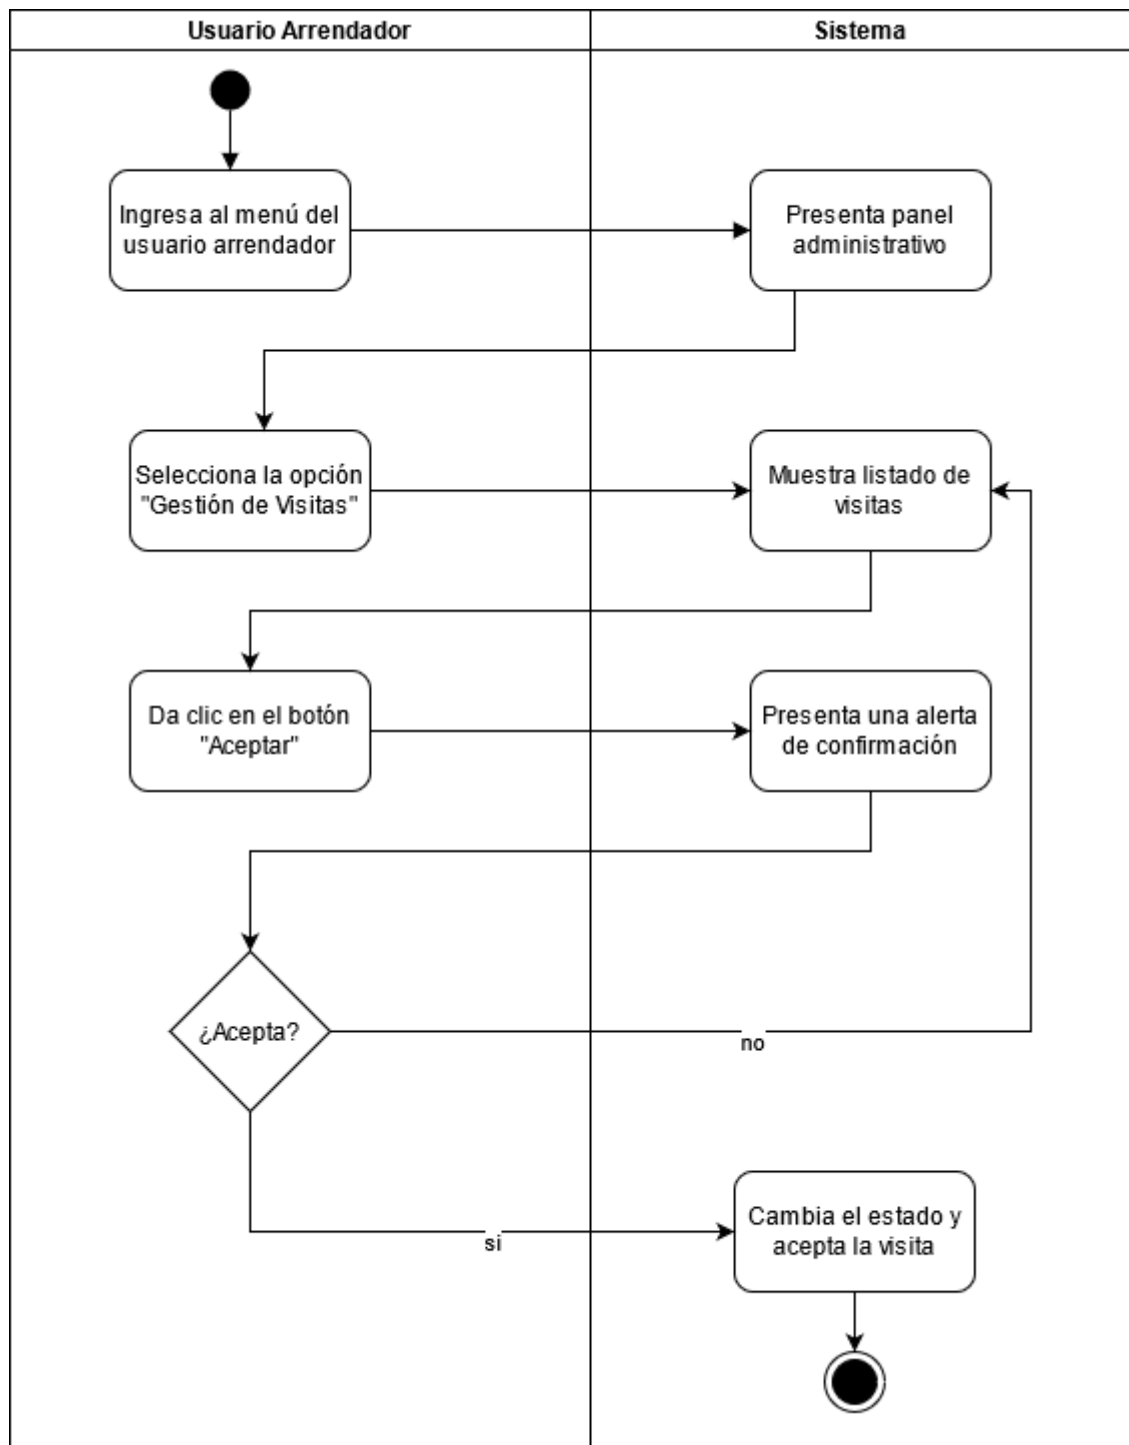 Usuario Arrendador
Sistema
Ingresa al menú del
usuario arrendador
Presenta panel
administrativo
Selecciona la opción
"Gestión de Visitas"
Muestra listado de
visitas
Da clic en el botón
"Aceptar"
Presenta una alerta
de confirmación
¿Acepta?
no
si
Cambia el estado y
acepta la visita